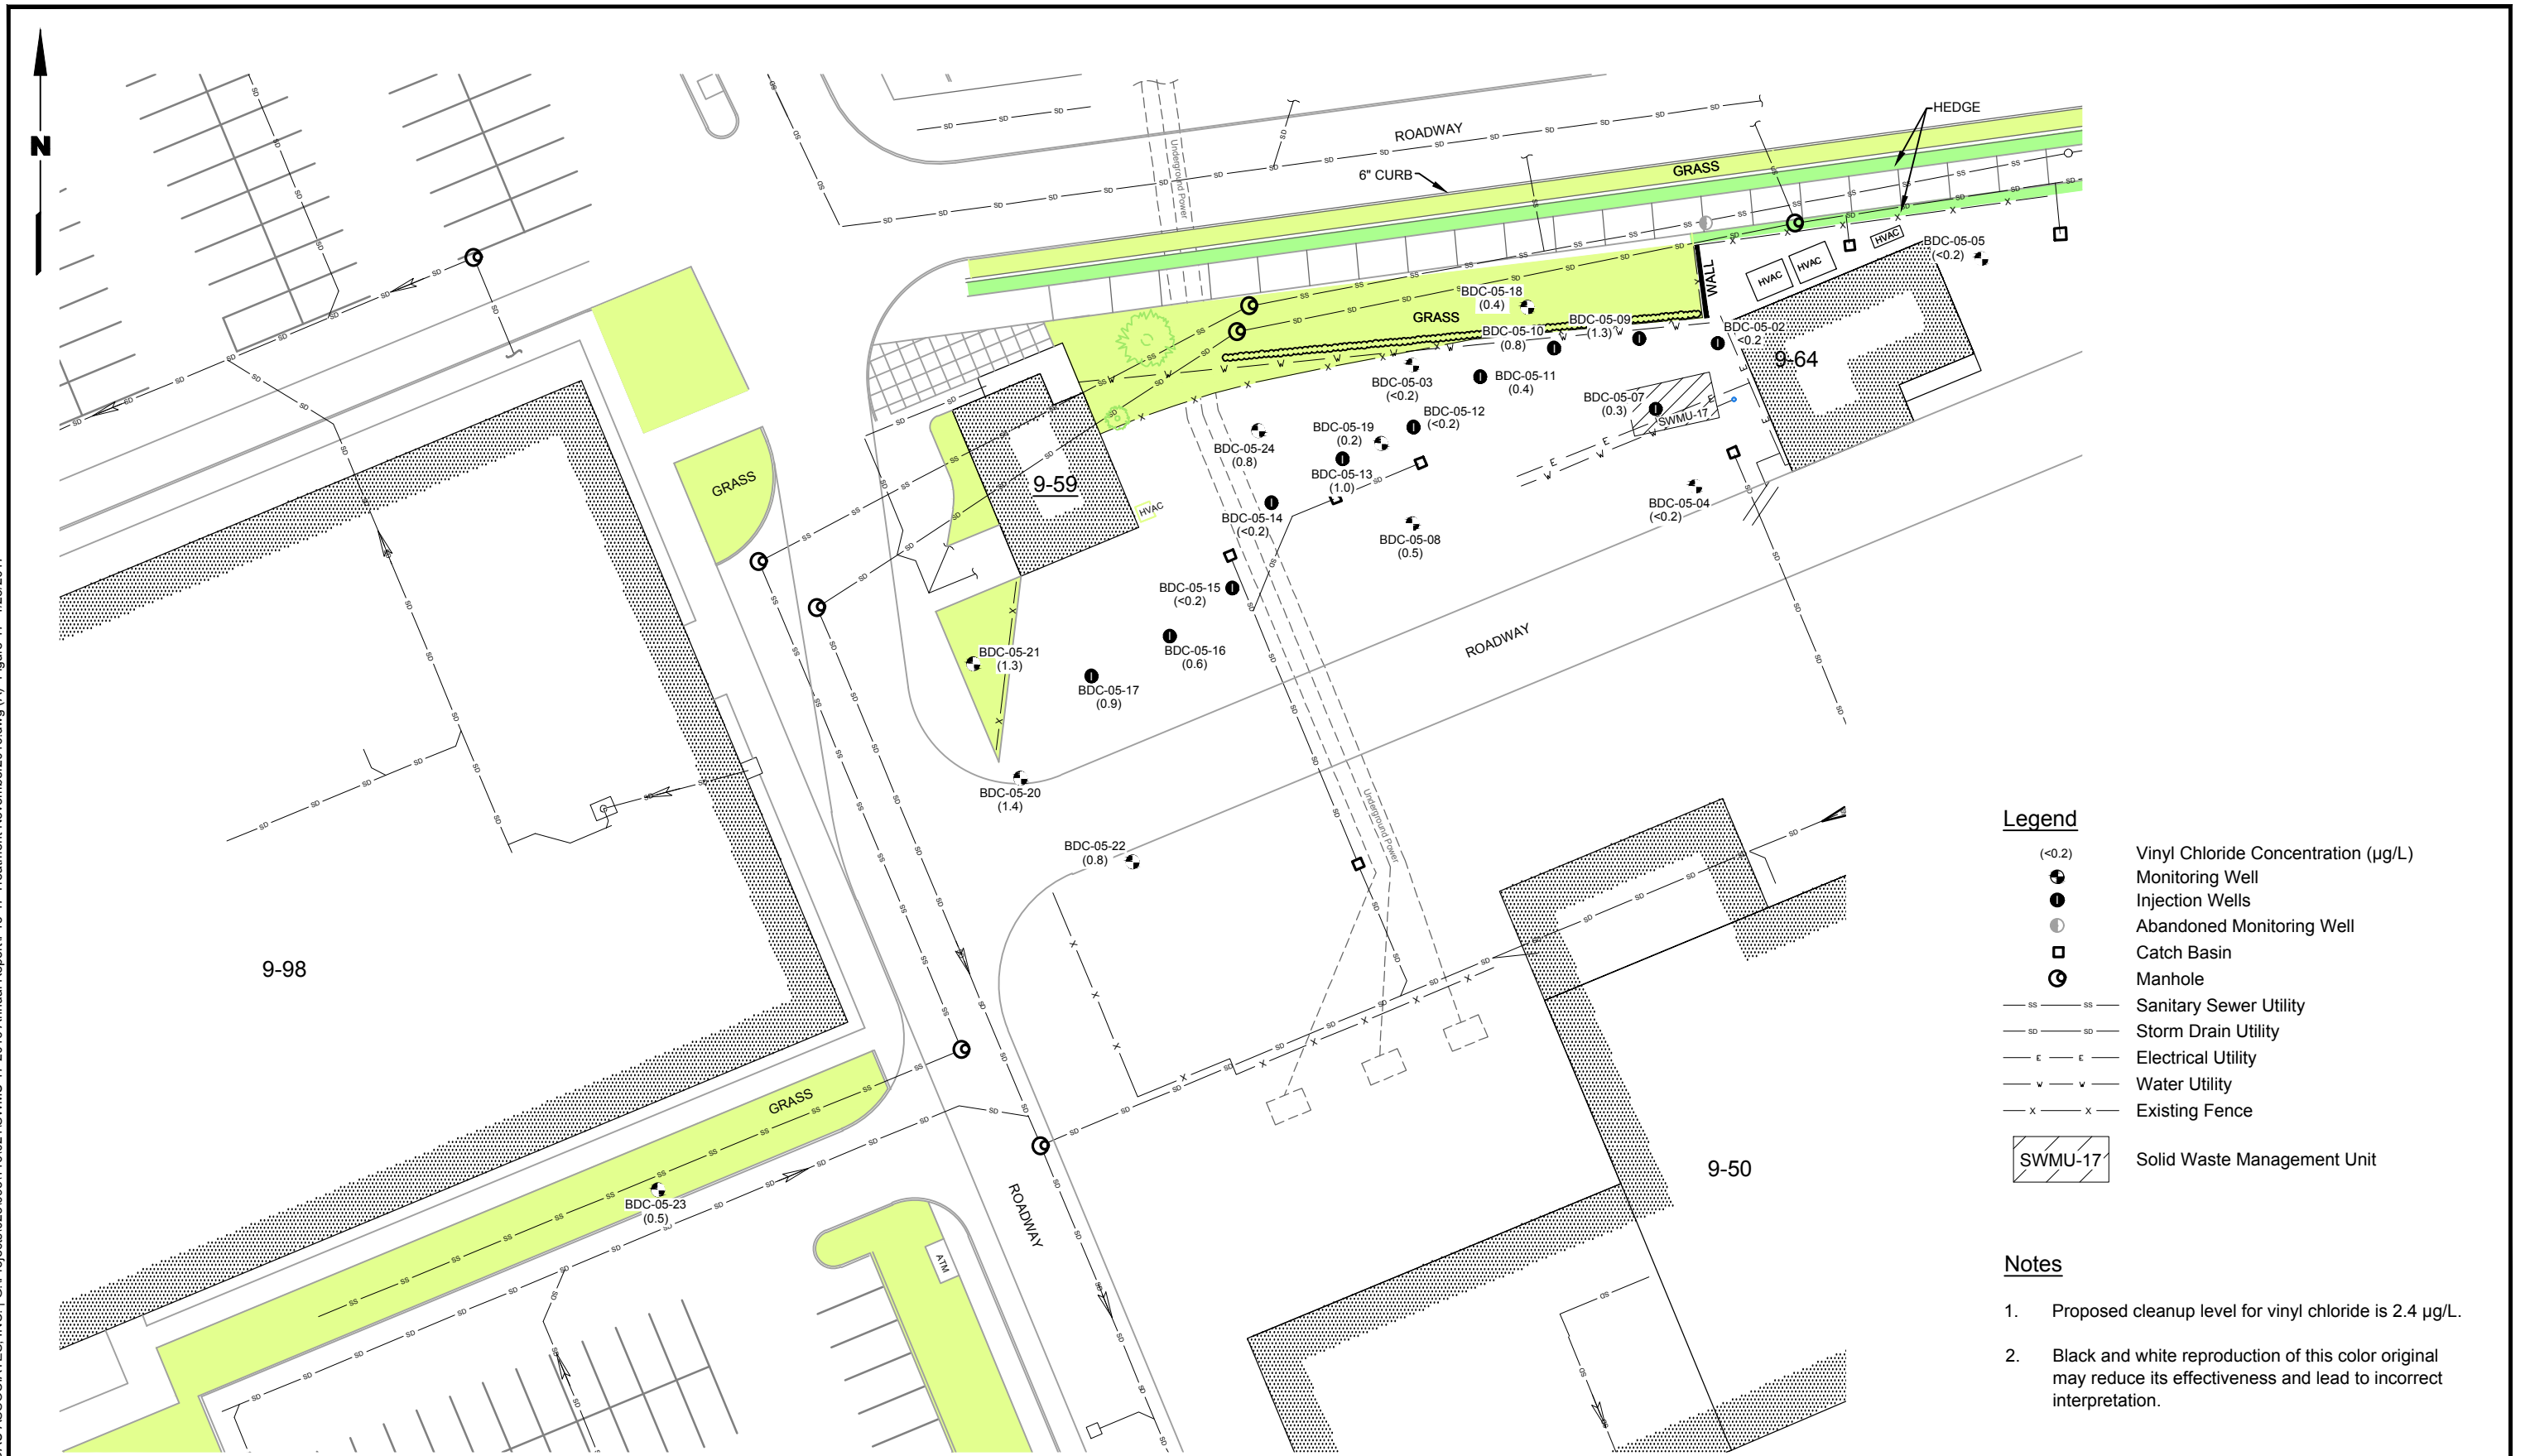 N
HEDGE
ROADWAY
Underground Power
6" CURB
GRASS
HVAC
HVAC
HVAC
BDC-05-05
(<0.2)
WALL
BDC-05-18
(0.4)
GRASS
BDC-05-10
(0.8)
BDC-05-09
(1.3)
BDC-05-02
<0.2
9-64
BDC-05-03
(<0.2)
BDC-05-11
(0.4)
BDC-05-07
(0.3)
SWMU-17
BDC-05-12
(<0.2)
BDC-05-19
(0.2)
BDC-05-24
(0.8)
BDC-05-13
(1.0)
GRASS
9-59
HVAC
BDC-05-14
(<0.2)
BDC-05-04
(<0.2)
BDC-05-08
(0.5)
BDC-05-15
(<0.2)
BDC-05-16
(0.6)
ROADWAY
BDC-05-21
(1.3)
BDC-05-17
(0.9)
BDC-05-20
(1.4)
Underground Power
BDC-05-22
(0.8)
9-98
GRASS
9-50
BDC-05-23
(0.5)
ROADWAY
ATM
Legend
(<0.2) Vinyl Chloride Concentration (µg/L)
Monitoring Well
Injection Wells
Abandoned Monitoring Well
Catch Basin
Manhole
SS SS Sanitary Sewer Utility
SD SD Storm Drain Utility
E E Electrical Utility
W W Water Utility
X X Existing Fence
SWMU-17 Solid Waste Management Unit
Notes
1. Proposed cleanup level for vinyl chloride is 2.4 µg/L.
2. Black and white reproduction of this color original
may reduce its effectiveness and lead to incorrect
interpretation.